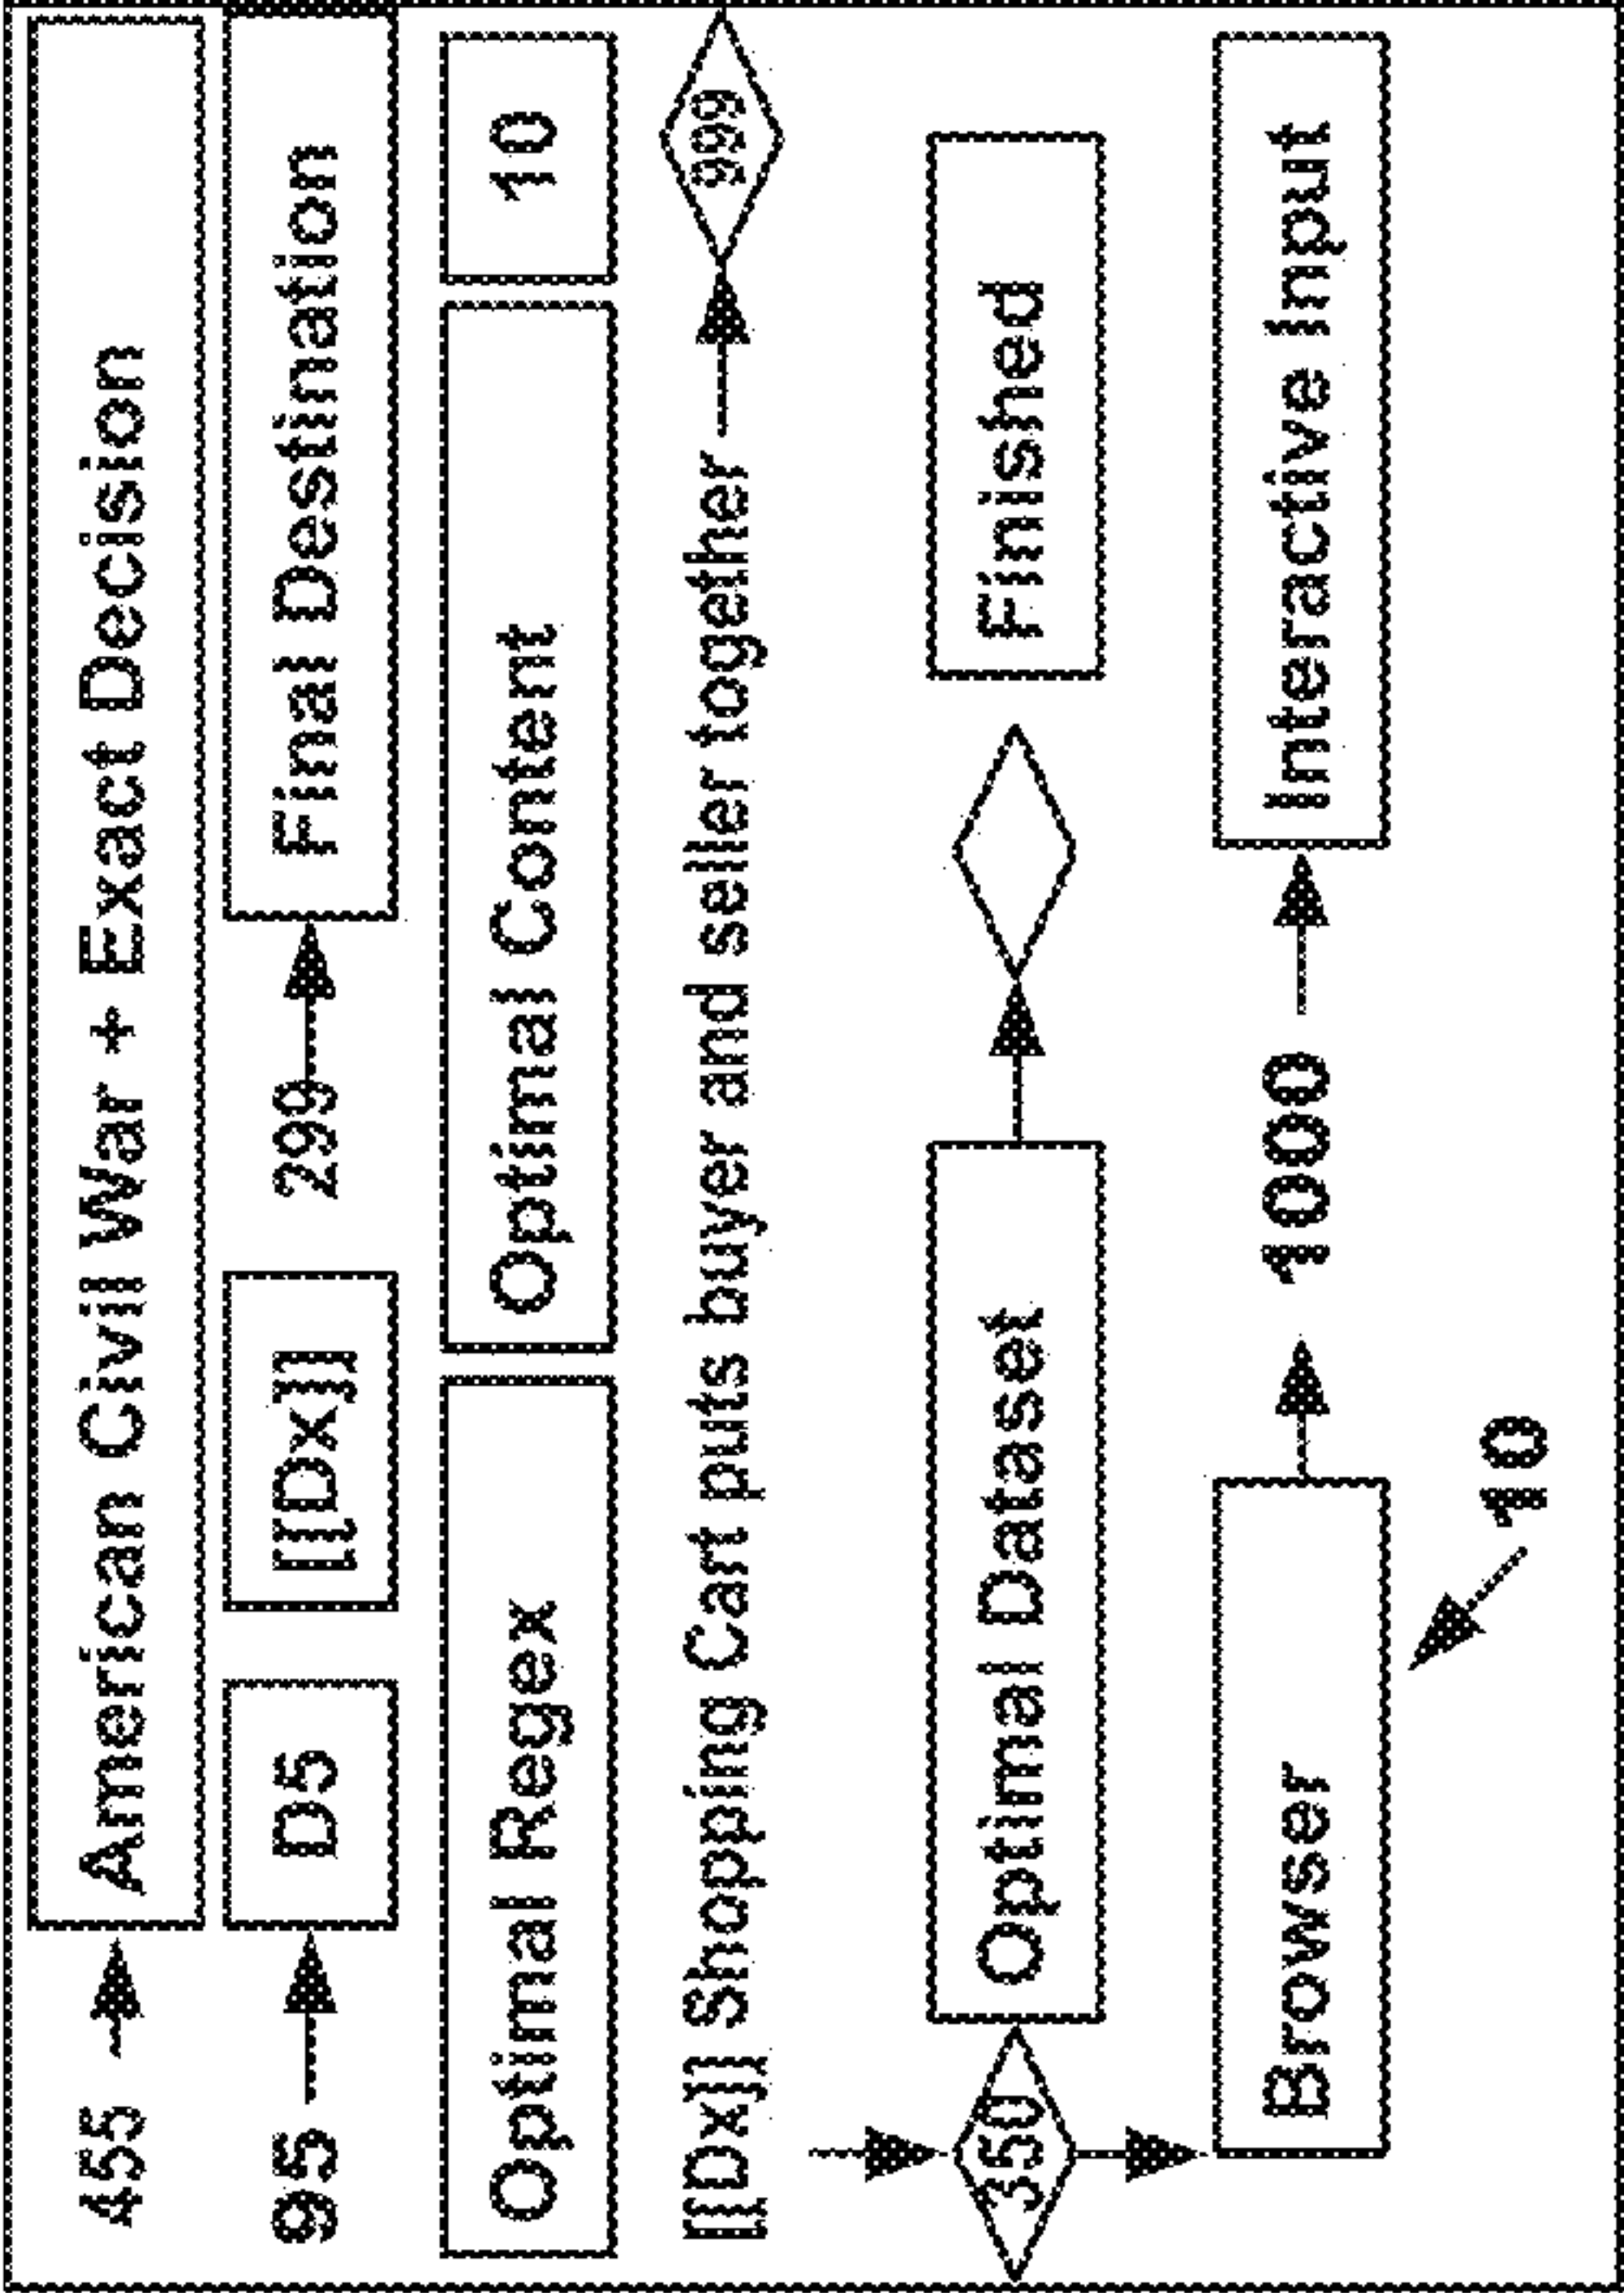 455 American Civil War + Exact Decision
95 D5 [[Dx]] 299 Final Destination
Optimal Regex Optimal Content 10
[[Dx]] Shopping Cart puts buyer and seller together 999
350 Optimal Dataset Finished
Browser 1000 Interactive Input
10